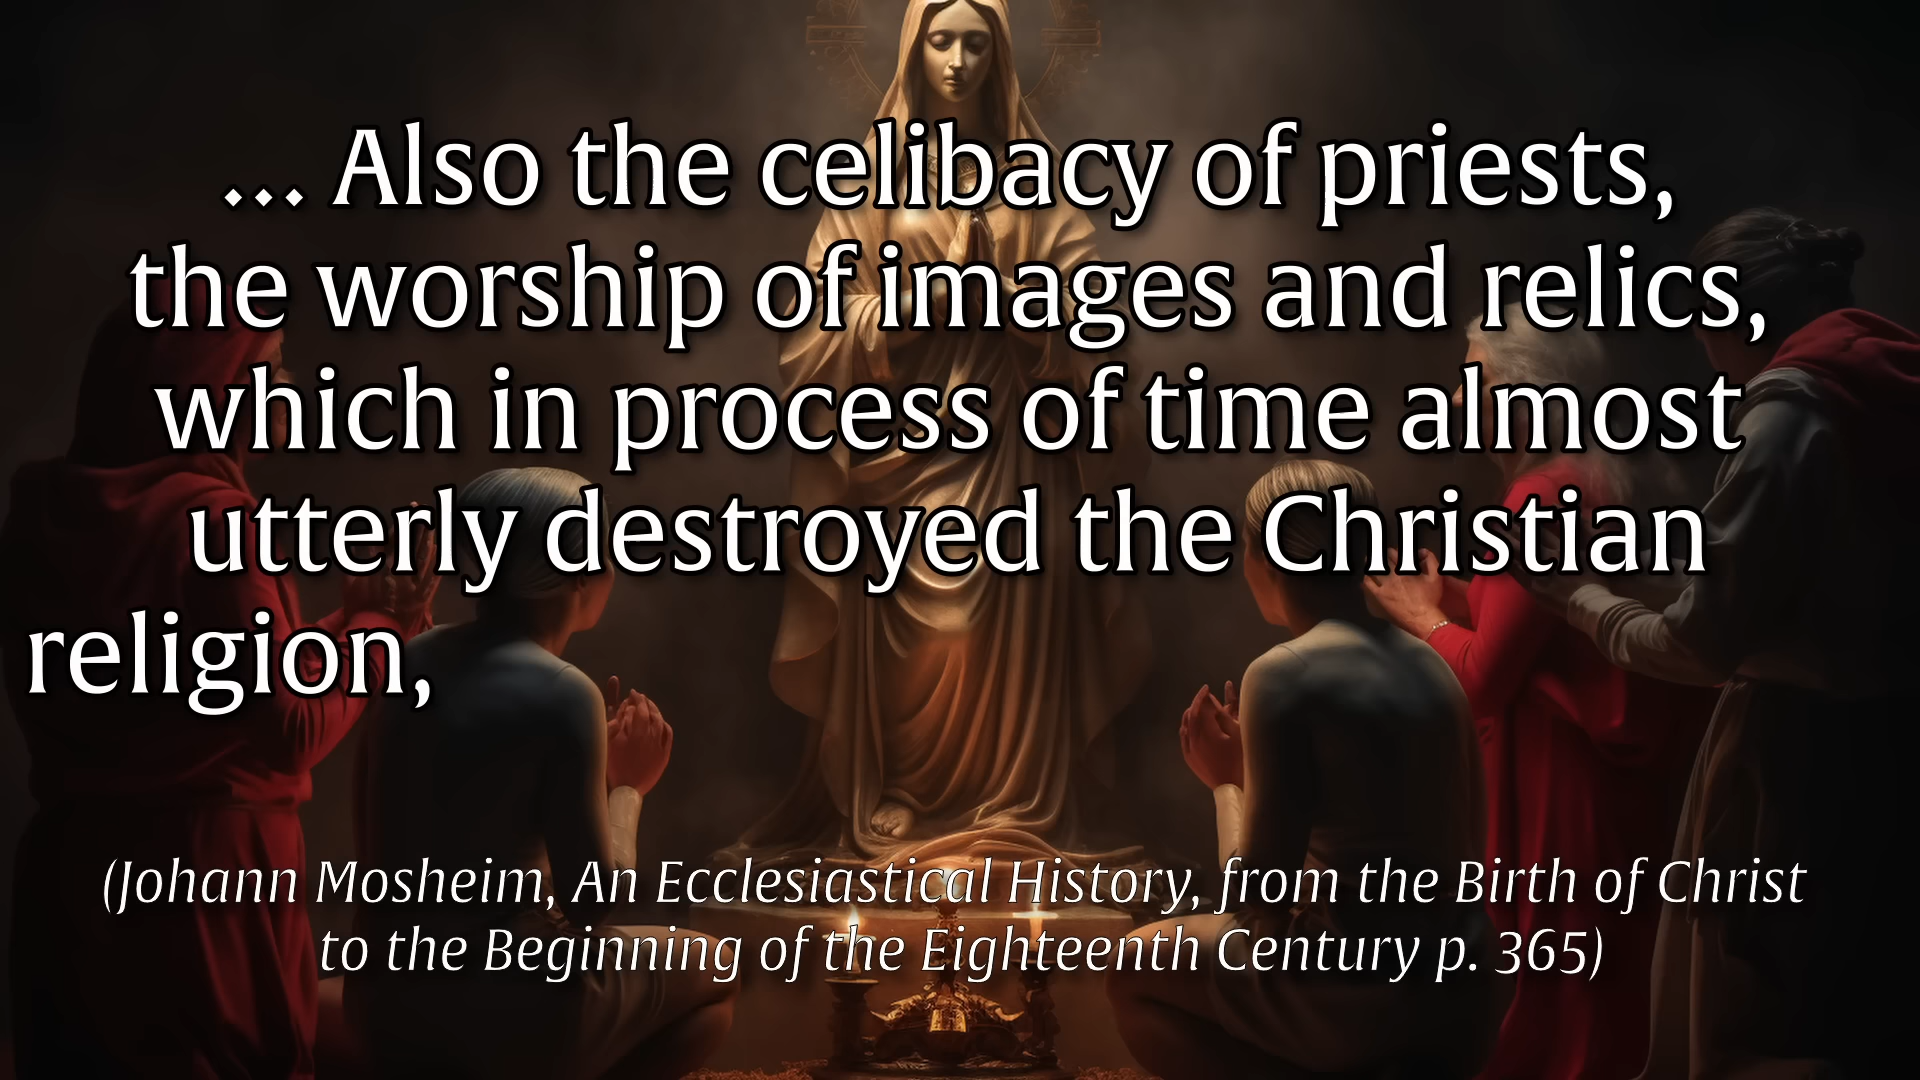 ... Also the celibacy of priests,
the worship of images and relics,
which in process of time almost
utterly destroyed the Christian
religion,
(Johann Mosheim, An Ecclesiastical History, from the Birth of Christ
to the Beginning of the Eighteenth Century p. 365)